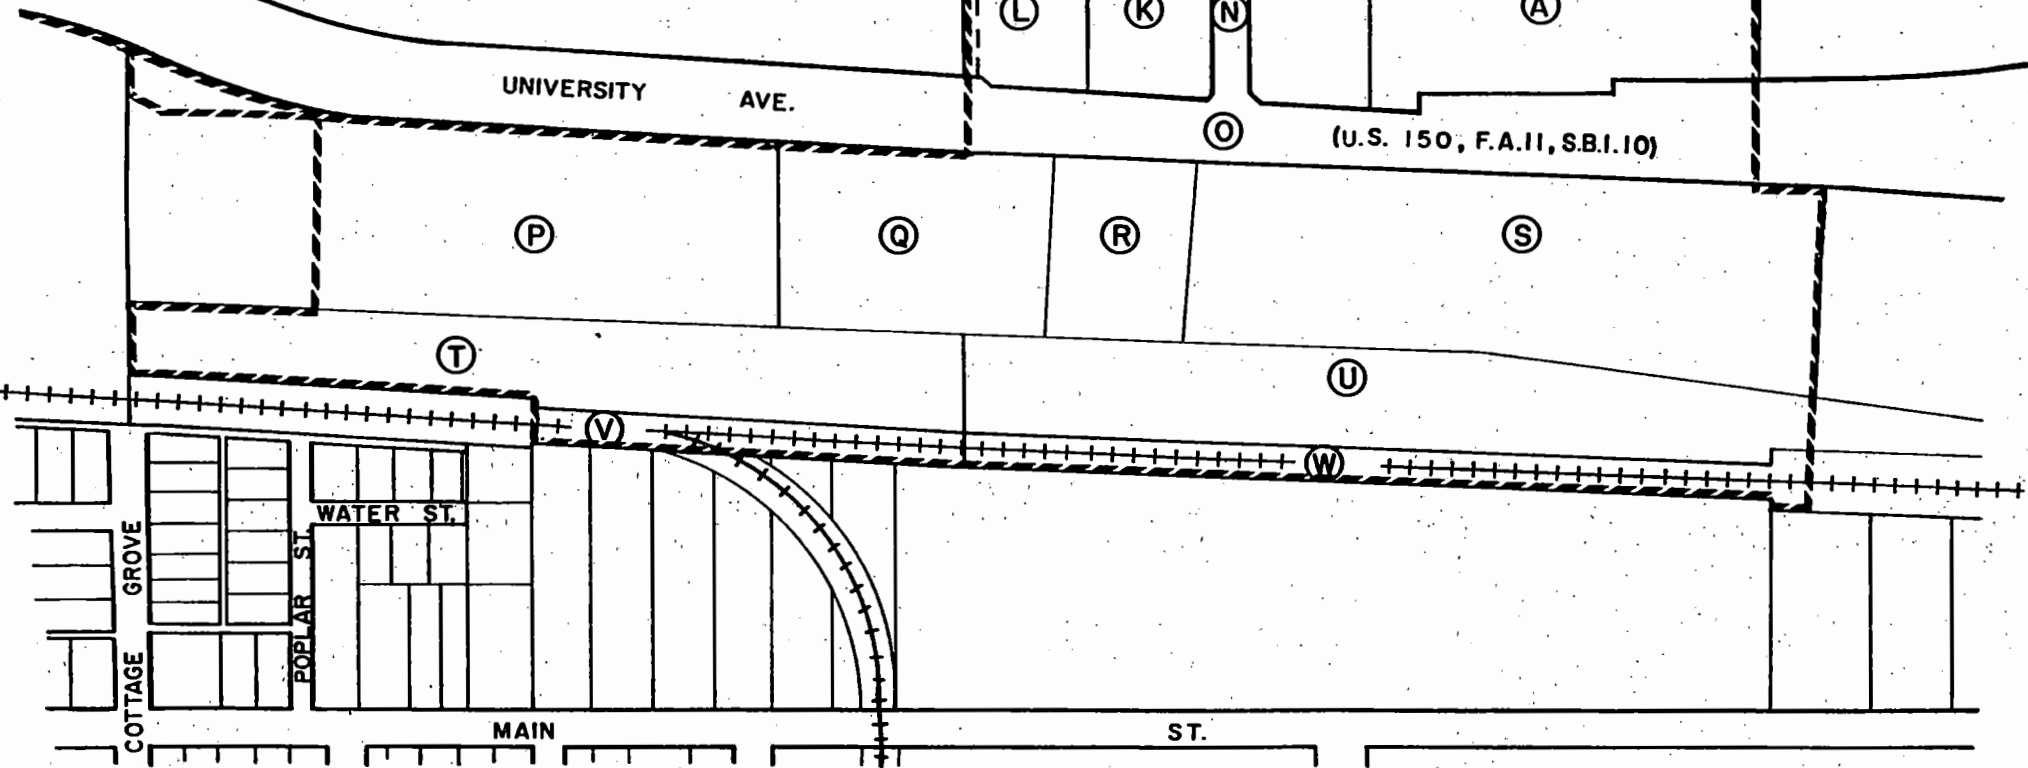 L K N A
UNIVERSITY AVE.
O (U.S. 150, F.A.11, S.B.I.10)
P Q R S
T U
V W
WATER ST.
COTTAGE GROVE
POPLAR ST.
MAIN ST.